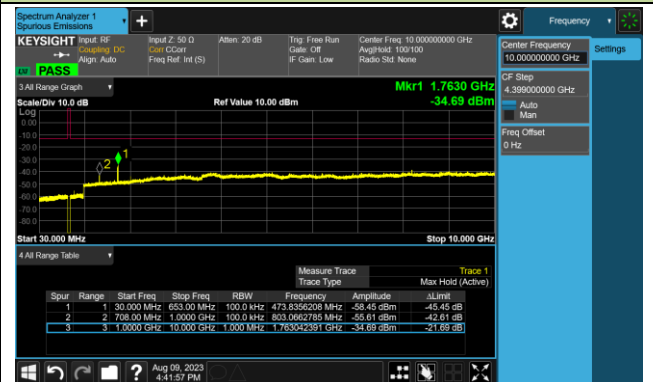 Spectrum Analyzer 1
Spurious Emissions
Frequency
KEYSIGHT Input: RF Input Z: 50 Ω Atten: 20 dB Trig: Free Run Center Freq: 10.000000000 GHz
Coupling: DC Corr CCorr Gate: Off Avg|Hold: 100/100
Align: Auto Freq Ref: Int (S) IF Gain: Low Radio Std: None
PASS
Center Frequency
10.000000000 GHz
Settings
CF Step
4.399000000 GHz
Auto
Man
Freq Offset
0 Hz
3 All Range Graph
Mkr1 1.7630 GHz
Scale/Div 10.0 dB Ref Value 10.00 dBm -34.69 dBm
Log
0.00
-10.0
-20.0
-30.0
-40.0
-50.0
-60.0
-70.0
-80.0
2 1
Start 30.000 MHz Stop 10.000 GHz
4 All Range Table
Measure Trace Trace 1
Trace Type Max Hold (Active)
Spur Range Start Freq Stop Freq RBW Frequency Amplitude ΔLimit
1 1 30.000 MHz 653.00 MHz 100.0 kHz 473.8356208 MHz -58.45 dBm -45.45 dB
2 2 708.00 MHz 1.0000 GHz 100.0 kHz 803.0662785 MHz -55.61 dBm -42.61 dB
3 3 1.0000 GHz 10.000 GHz 1.000 MHz 1.763042391 GHz -34.69 dBm -21.69 dB
? Aug 09, 2023
4:41:57 PM